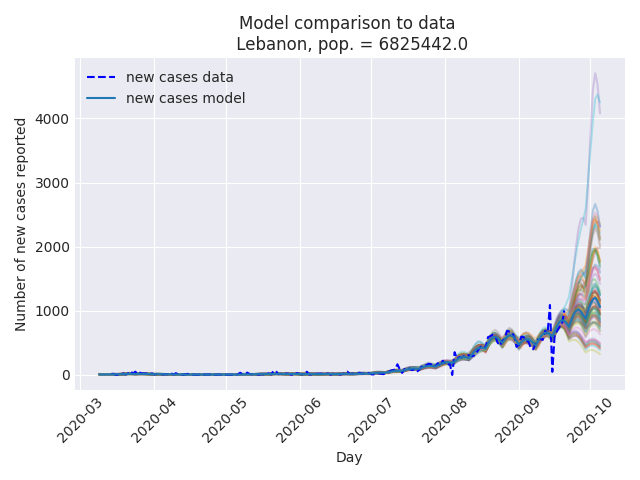 Model comparison to data
Lebanon, pop. = 6825442.0
new cases data
new cases model
Number of new cases reported
4000
3000
2000
1000
0
2020-03
2020-04
2020-05
2020-06
2020-07
2020-08
2020-09
2020-10
Day